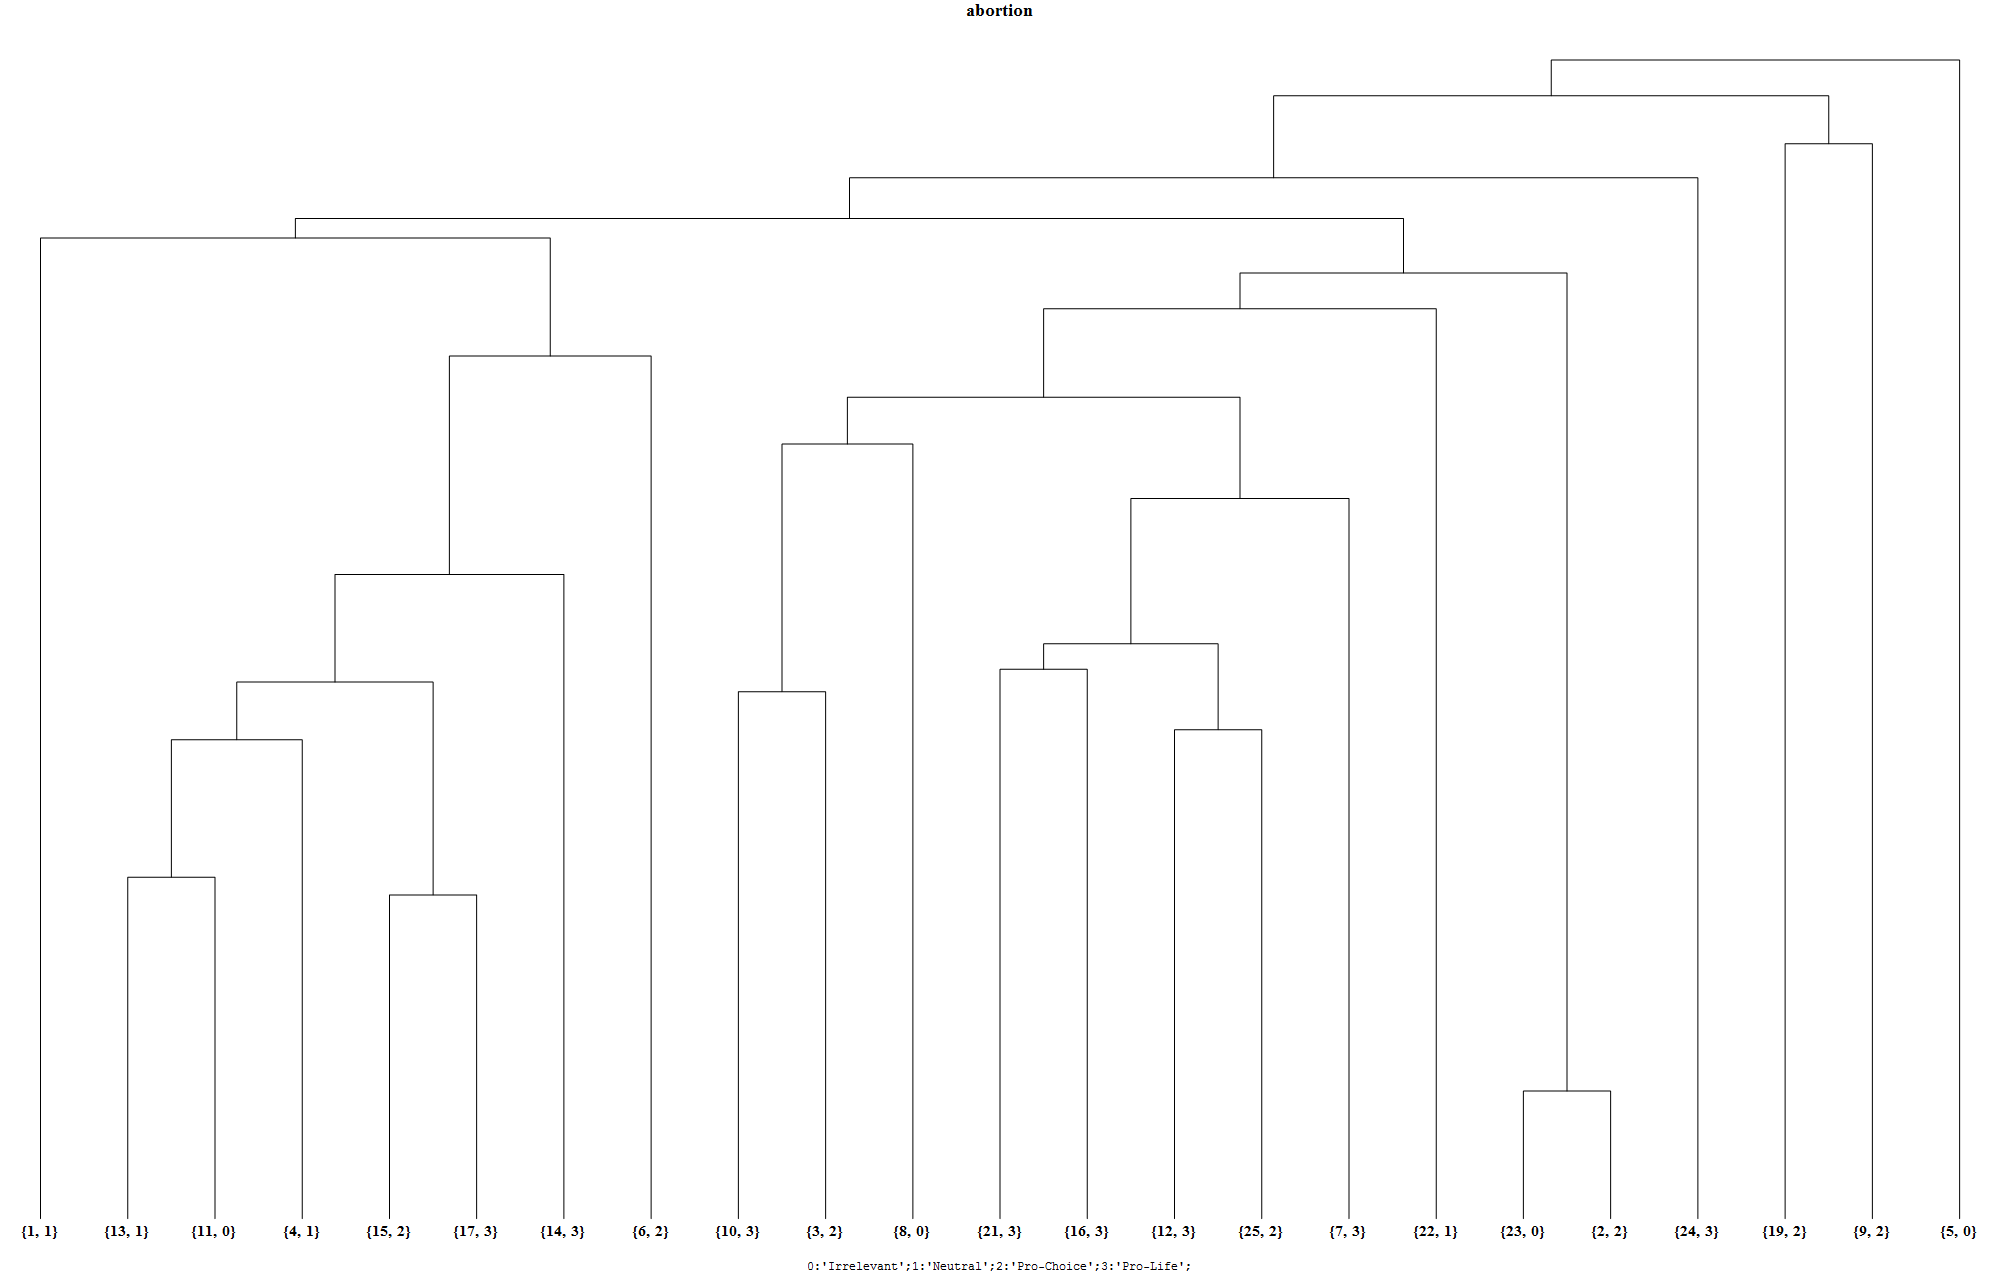 abortion
{1, 1} {13, 1} {11, 0} {4, 1} {15, 2} {17, 3} {14, 3} {6, 2} {10, 3} {3, 2} {8, 0} {21, 3} {16, 3} {12, 3} {25, 2} {7, 3} {22, 1} {23, 0} {2, 2} {24, 3} {19, 2} {9, 2} {5, 0}
0:'Irrelevant';1:'Neutral';2:'Pro-Choice';3:'Pro-Life';